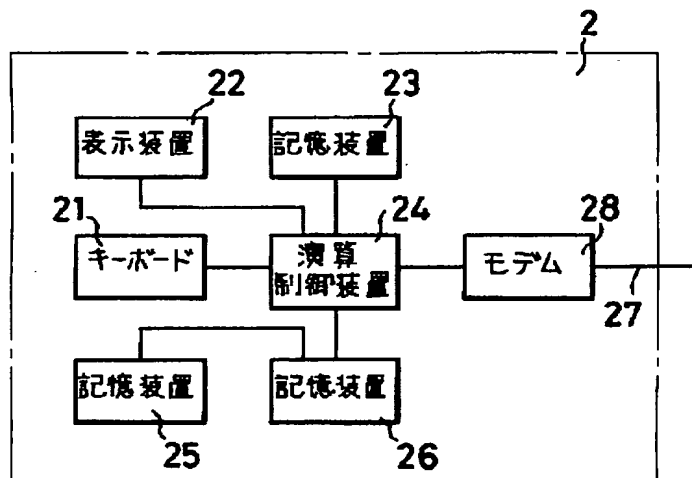 2
22
23
表示装置
記憶装置
21
24
28
キーボード
演算
制御装置
モデム
27
記憶装置
記憶装置
25
26